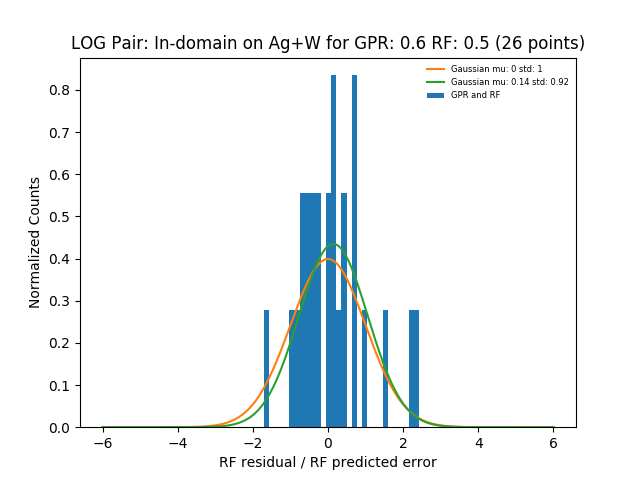 LOG Pair: In-domain on Ag+W for GPR: 0.6 RF: 0.5 (26 points)
Gaussian mu: 0 std: 1
Gaussian mu: 0.14 std: 0.92
GPR and RF
Normalized Counts
0.8
0.7
0.6
0.5
0.4
0.3
0.2
0.1
0.0
−6 −4 −2 0 2 4 6
RF residual / RF predicted error